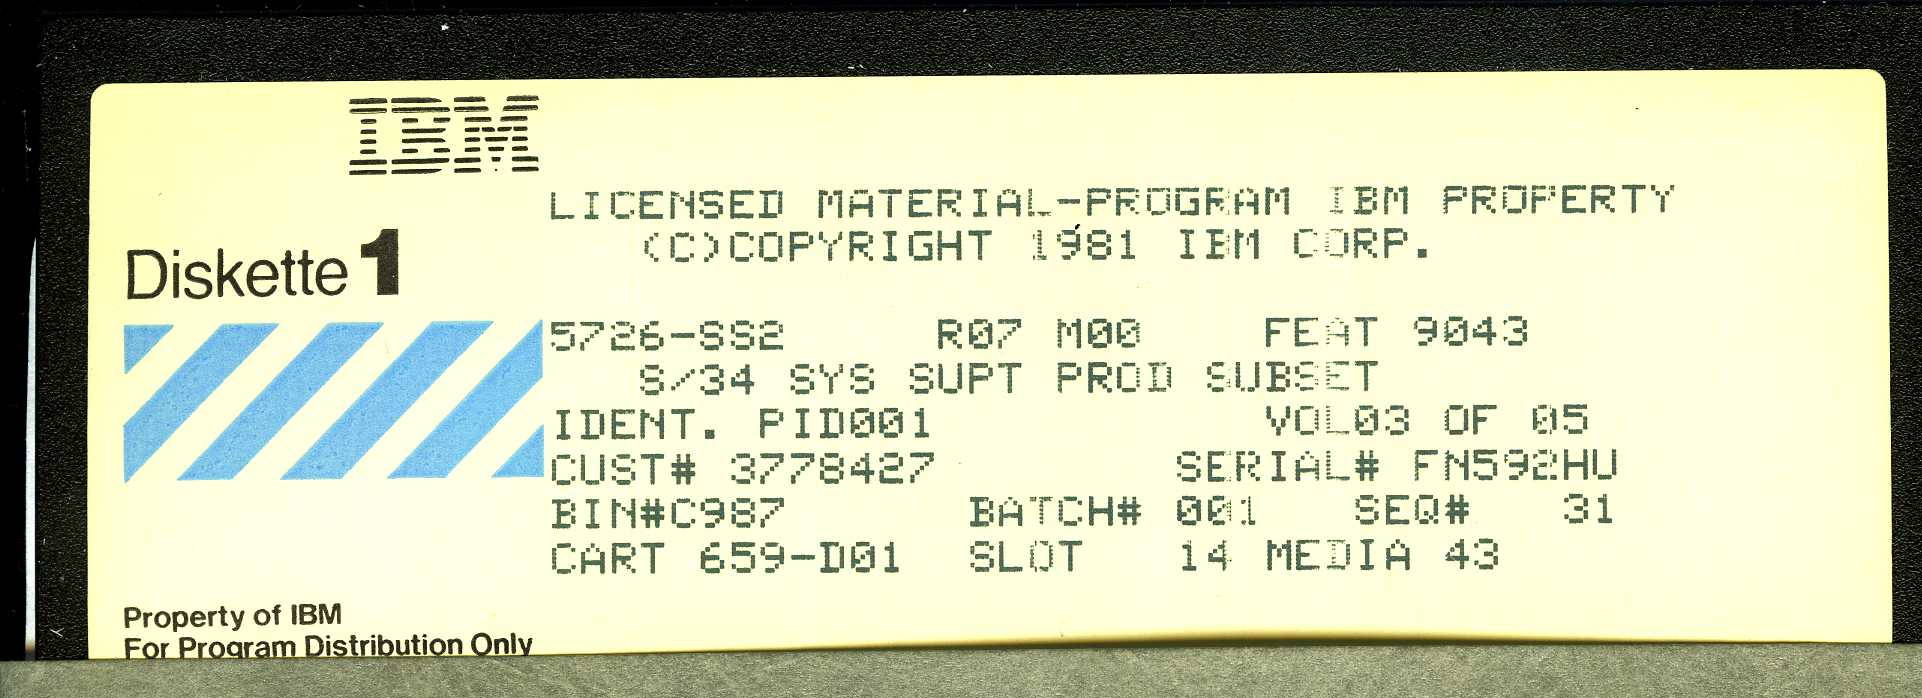 IBM
LICENSED MATERIAL-PROGRAM IBM PROPERTY
(C)COPYRIGHT 1981 IBM CORP.
Diskette 1
5726-SS2 R07 M00 FEAT 9043
S/34 SYS SUPT PROD SUBSET
IDENT. PID001 VOL03 OF 05
CUST# 3778427 SERIAL# FN592HU
BIN#C987 BATCH# 001 SEQ# 31
CART 659-D01 SLOT 14 MEDIA 43
Property of IBM
For Program Distribution Only